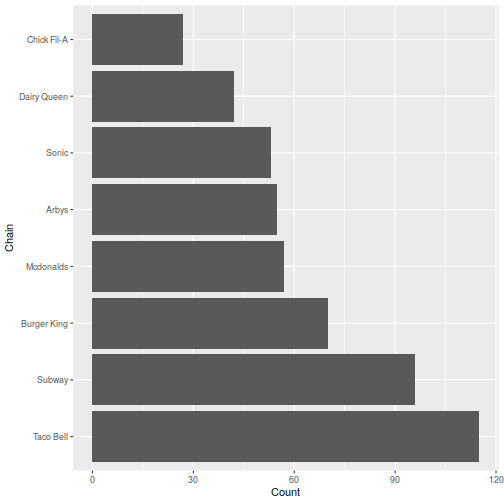 Chick Fil-A
Dairy Queen
Sonic
Arbys
Mcdonalds
Burger King
Subway
Taco Bell
Chain
0 30 60 90 120
Count